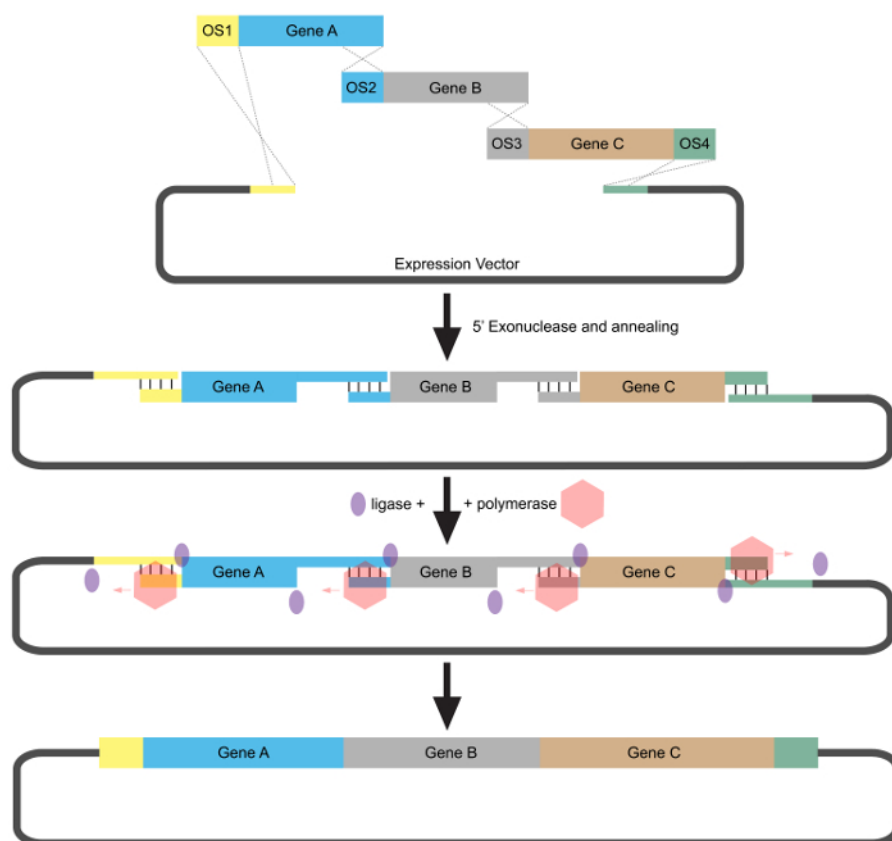 OS1 Gene A
OS2 Gene B
OS3 Gene C OS4
Expression Vector
5' Exonuclease and annealing
Gene A Gene B Gene C
ligase + + polymerase
Gene A Gene B Gene C
Gene A Gene B Gene C